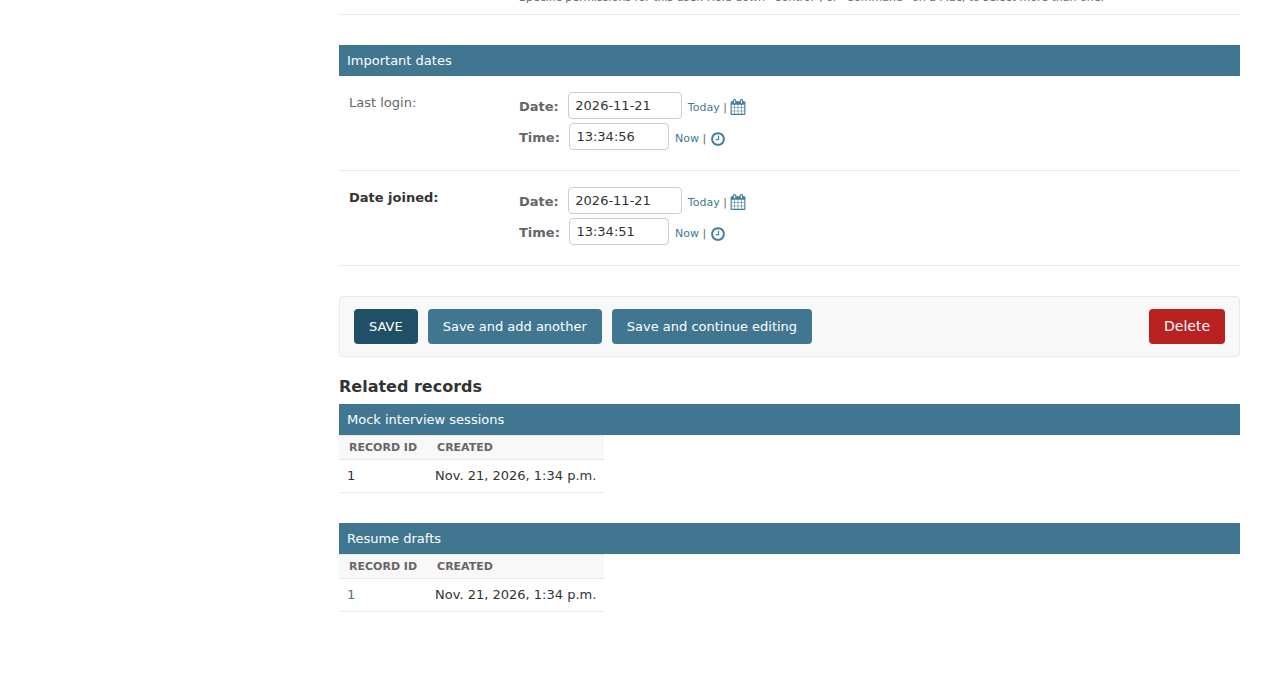 Important dates
Last login:
Date: 2026-11-21 Today |
Time: 13:34:56 Now |
Date joined:
Date: 2026-11-21 Today |
Time: 13:34:51 Now |
SAVE Save and add another Save and continue editing Delete
Related records
Mock interview sessions
RECORD ID CREATED
1 Nov. 21, 2026, 1:34 p.m.
Resume drafts
RECORD ID CREATED
1 Nov. 21, 2026, 1:34 p.m.